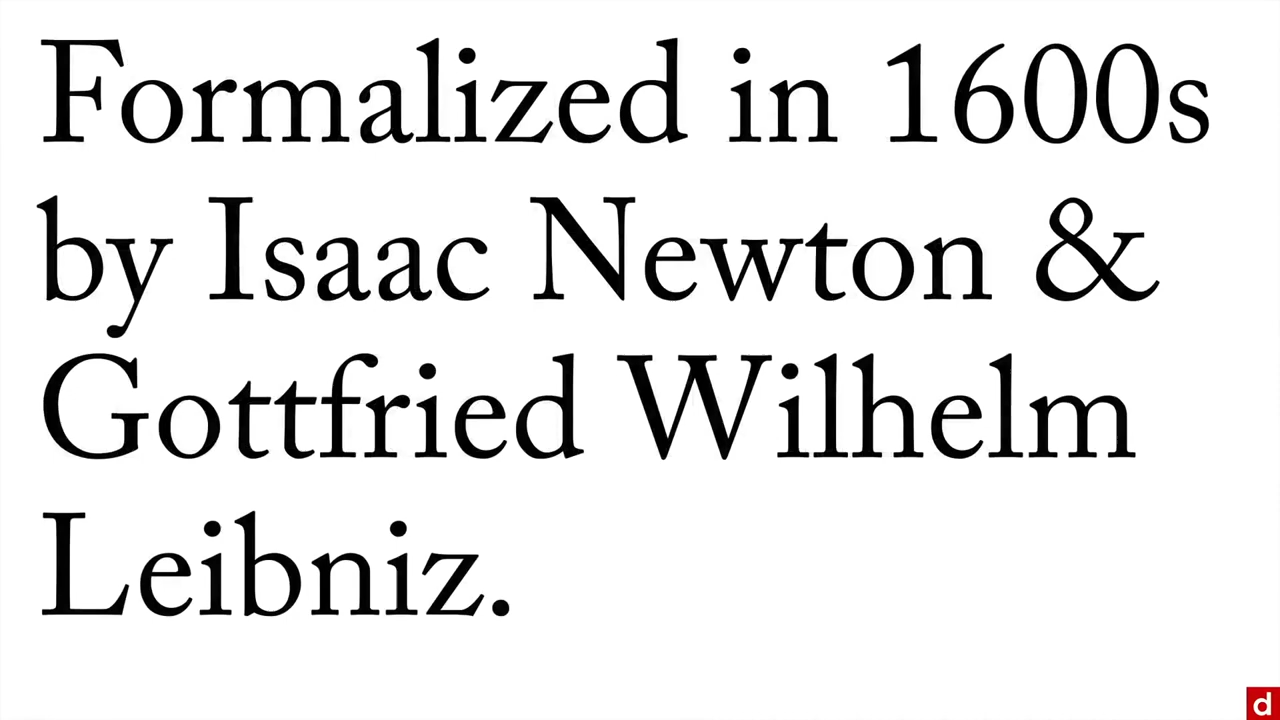 Formalized in 1600s
by Isaac Newton &
Gottfried Wilhelm
Leibniz.
d